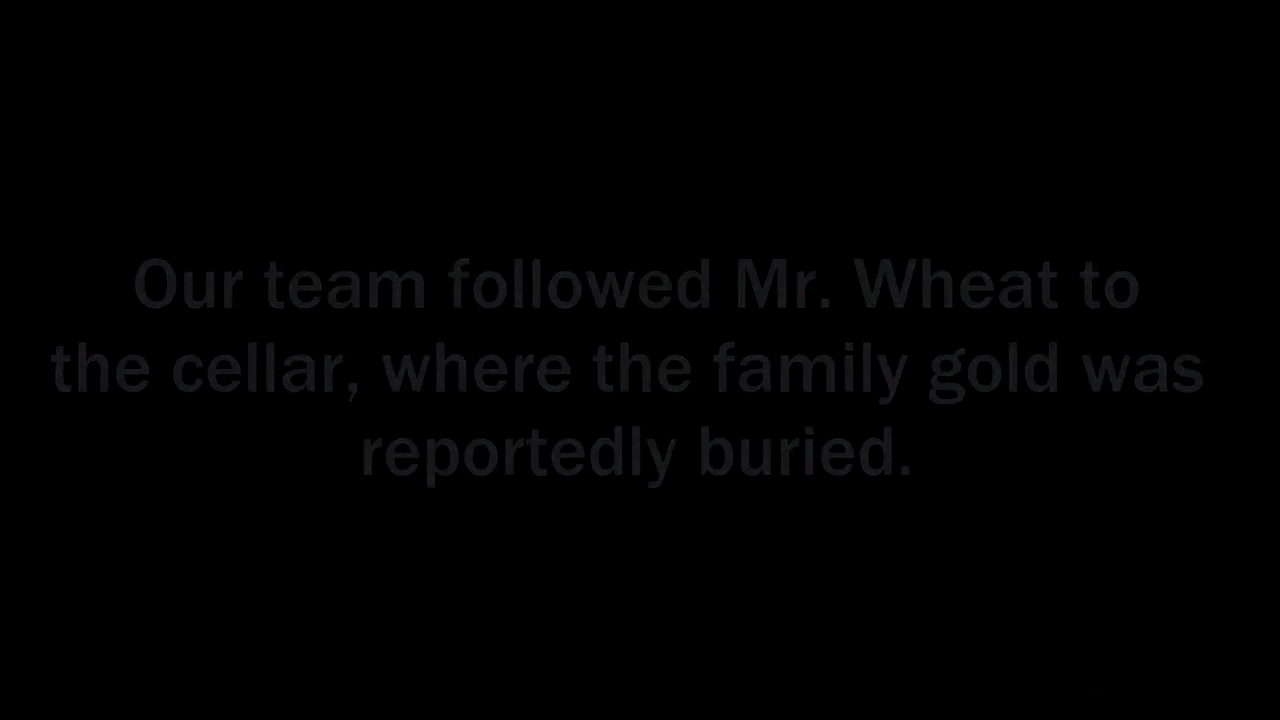 Our team followed Mr. Wheat to
the cellar, where the family gold was
reportedly buried.